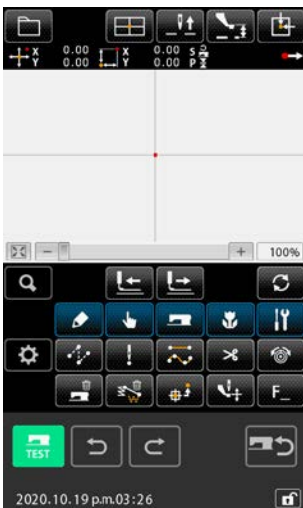 X 0.00 X 0.00 S
Y 0.00 Y 0.00 P
100%
F_
TEST
2020.10.19 p.m.03:26